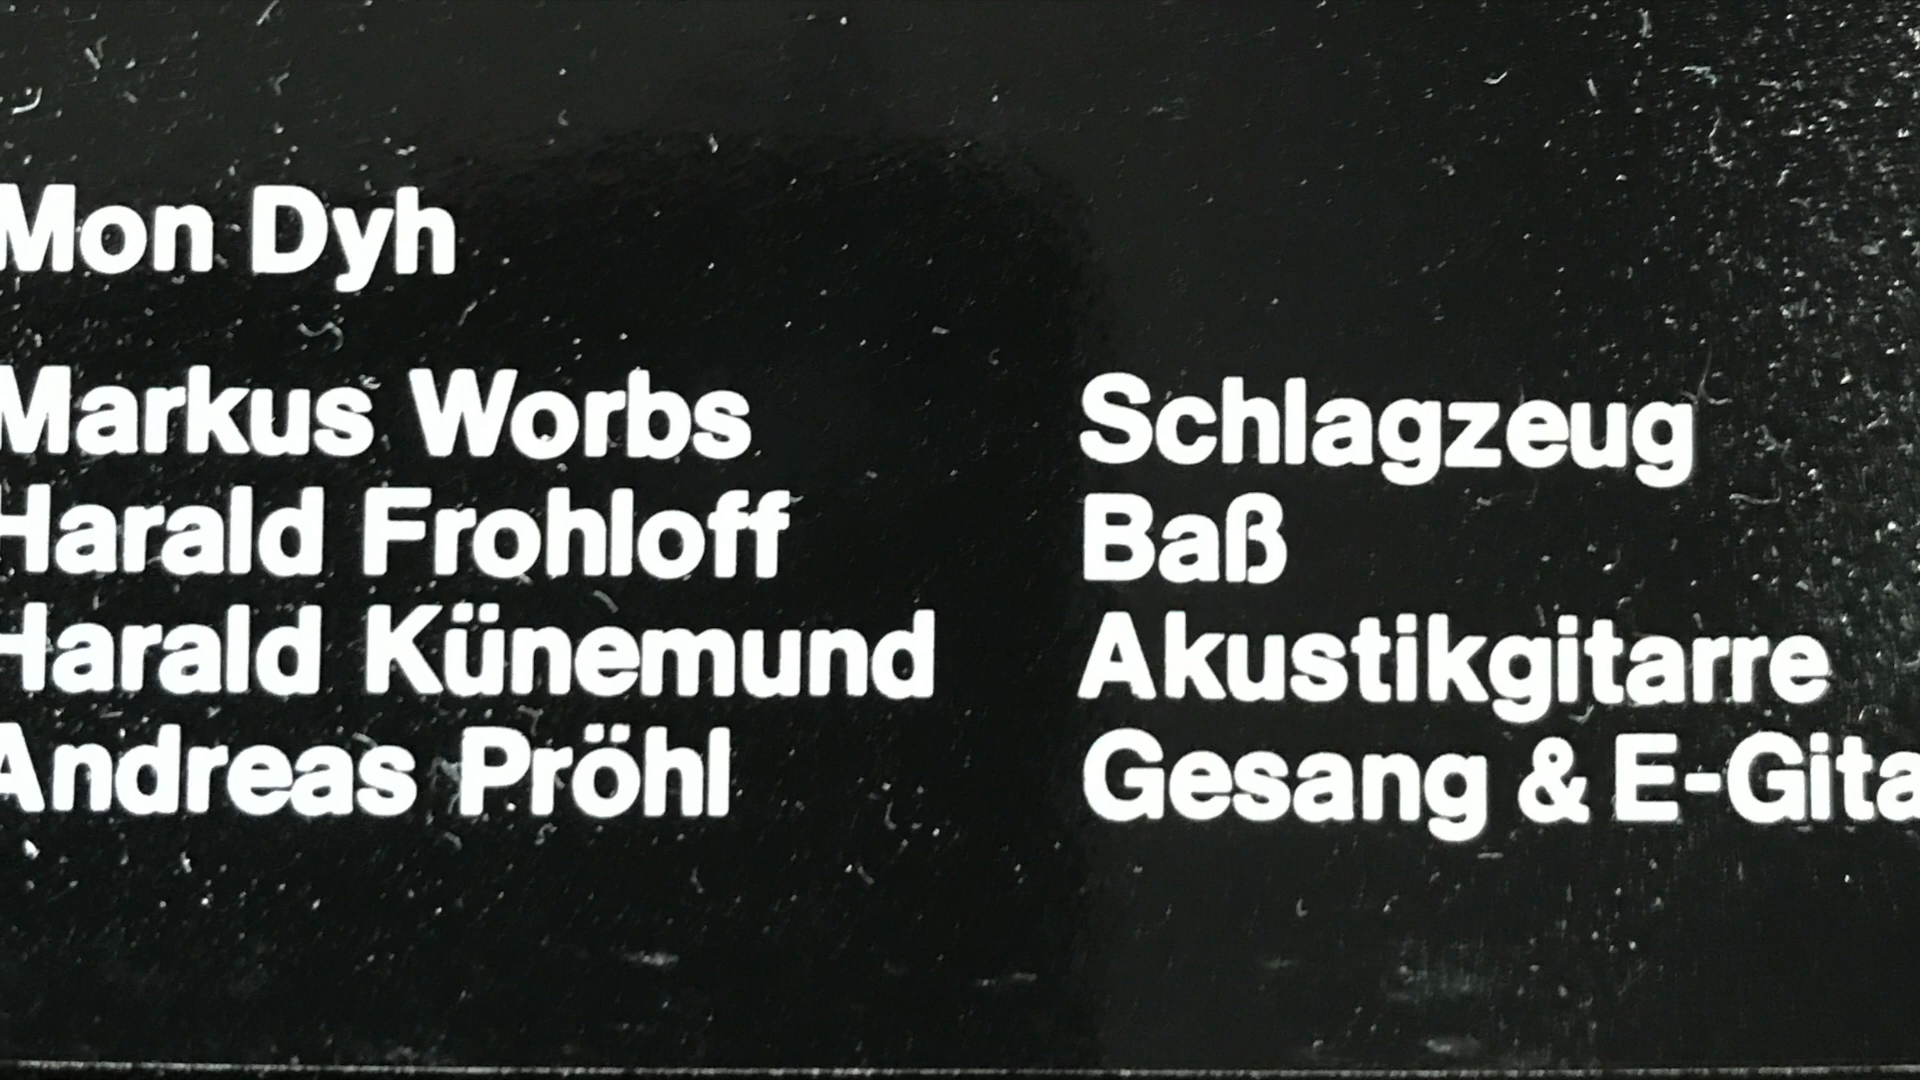 Mon Dyh
Markus Worbs Schlagzeug
Harald Frohloff Baß
Harald Künemund Akustikgitarre
Andreas Pröhl Gesang & E-Gita